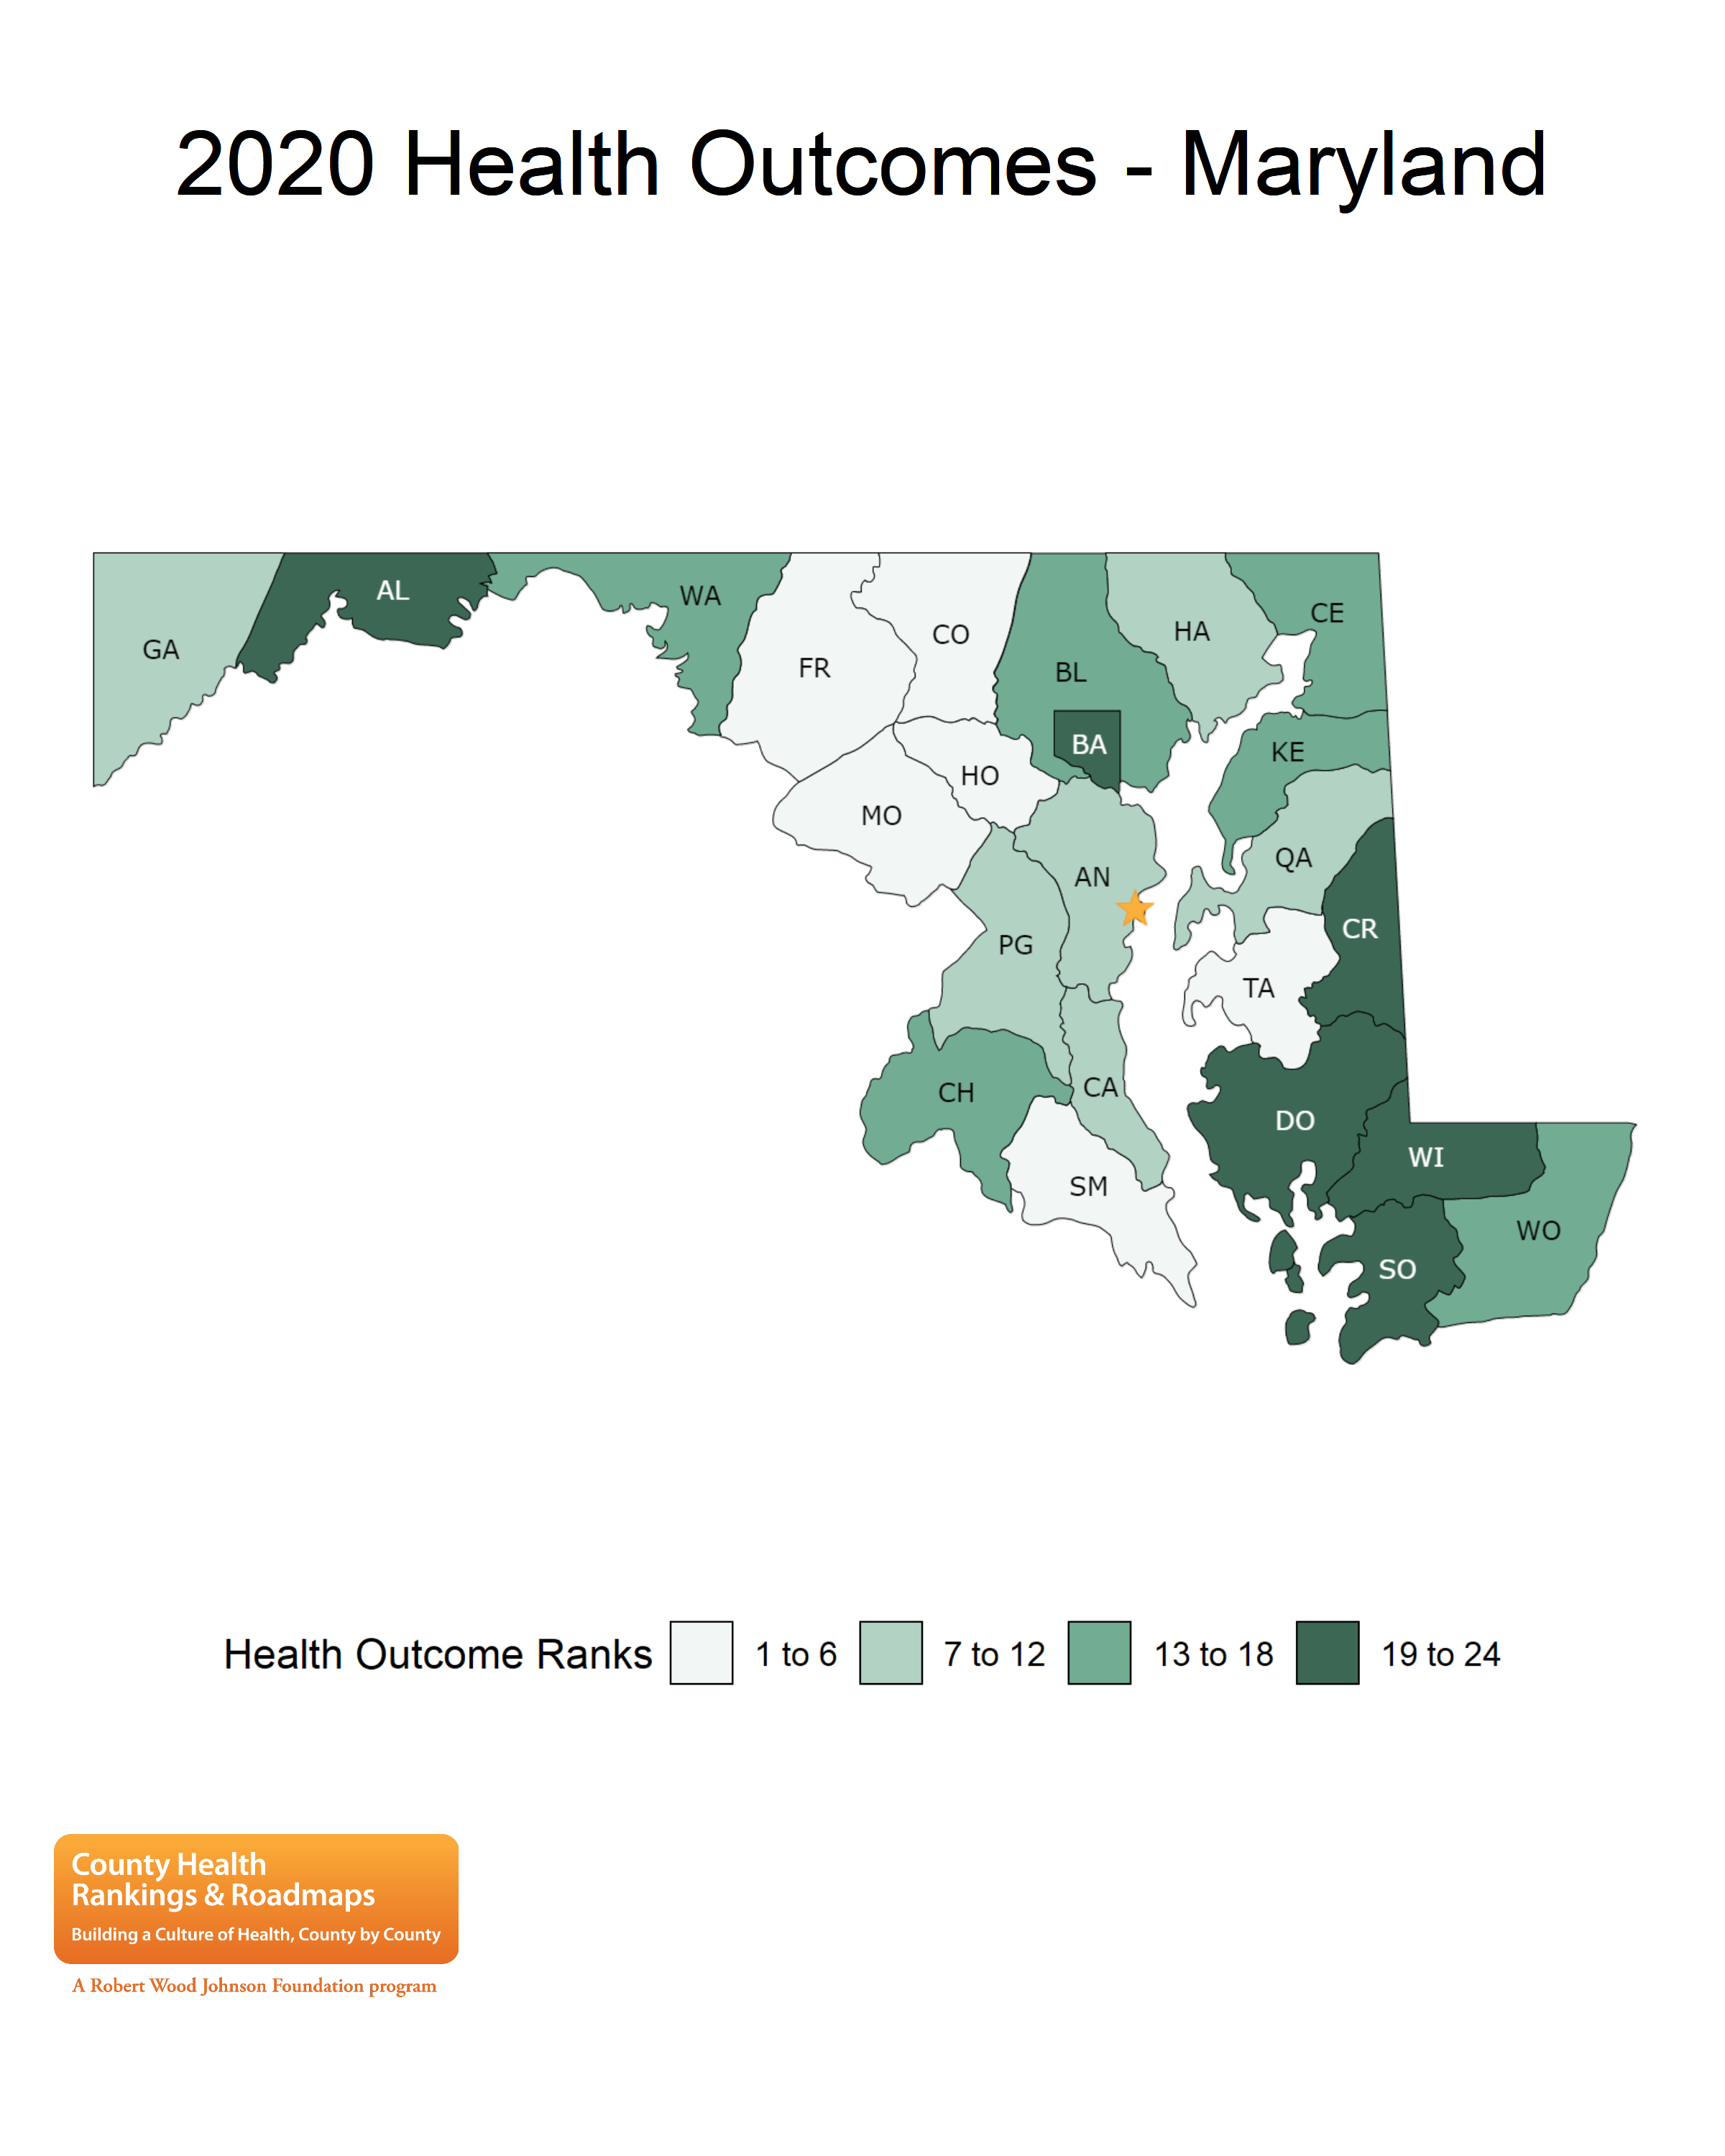 2020 Health Outcomes - Maryland
AL
WA
CE
HA
CO
GA
FR
BL
BA
KE
HO
MO
QA
AN
CR
PG
TA
CA
CH
DO
WI
SM
WO
SO
Health Outcome Ranks 1 to 6 7 to 12 13 to 18 19 to 24
County Health
Rankings & Roadmaps
Building a Culture of Health, County by County
A Robert Wood Johnson Foundation program